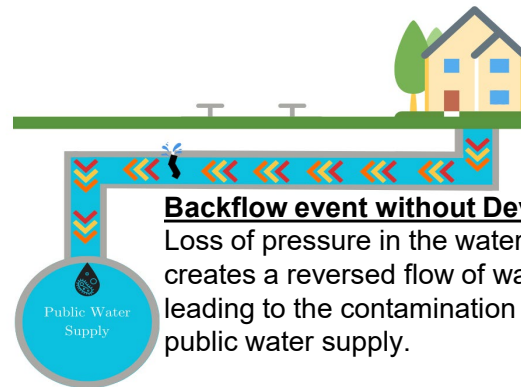 Backflow event without
Loss of pressure in the water
creates a reversed flow of
leading to the contamination
public water supply.
Public Water
Supply